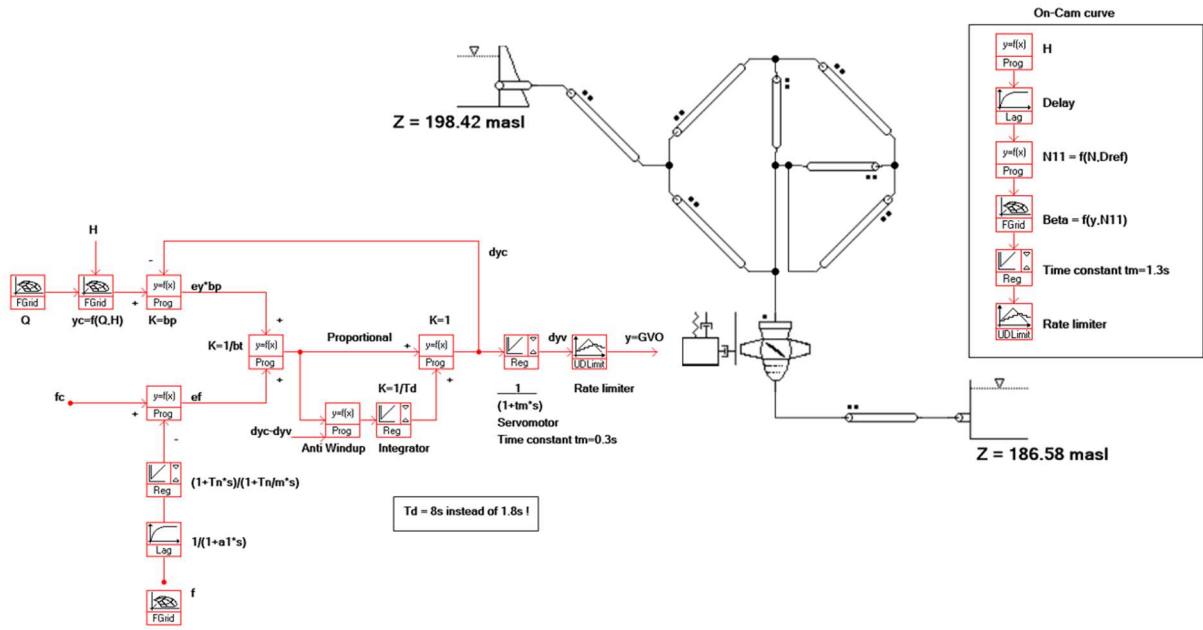 On-Cam curve
y=f(x)
Prog
H
Lag
Delay
y=f(x)
Prog
N11 = f(N,Dref)
FGrid
Beta = f(y,N11)
Reg
Time constant tm=1.3s
UDLimit
Rate limiter
Z = 198.42 masl
Z = 186.58 masl
H
dyc
-
FGrid
Q
FGrid
yc=f(Q,H)
+
y=f(x)
Prog
K=bp
ey*bp
+
K=1/bt
y=f(x)
Prog
+
Proportional
K=1
+
y=f(x)
Prog
+
Reg
dyv
UDLimit
y=GVO
1
(1+tm*s)
Servomotor
Time constant tm=0.3s
Rate limiter
K=1/Td
dyc-dyv
y=f(x)
Prog
Anti Windup
Reg
Integrator
fc
+
y=f(x)
Prog
ef
-
Reg
(1+Tn*s)/(1+Tn/m*s)
Lag
1/(1+a1*s)
f
FGrid
Td = 8s instead of 1.8s !